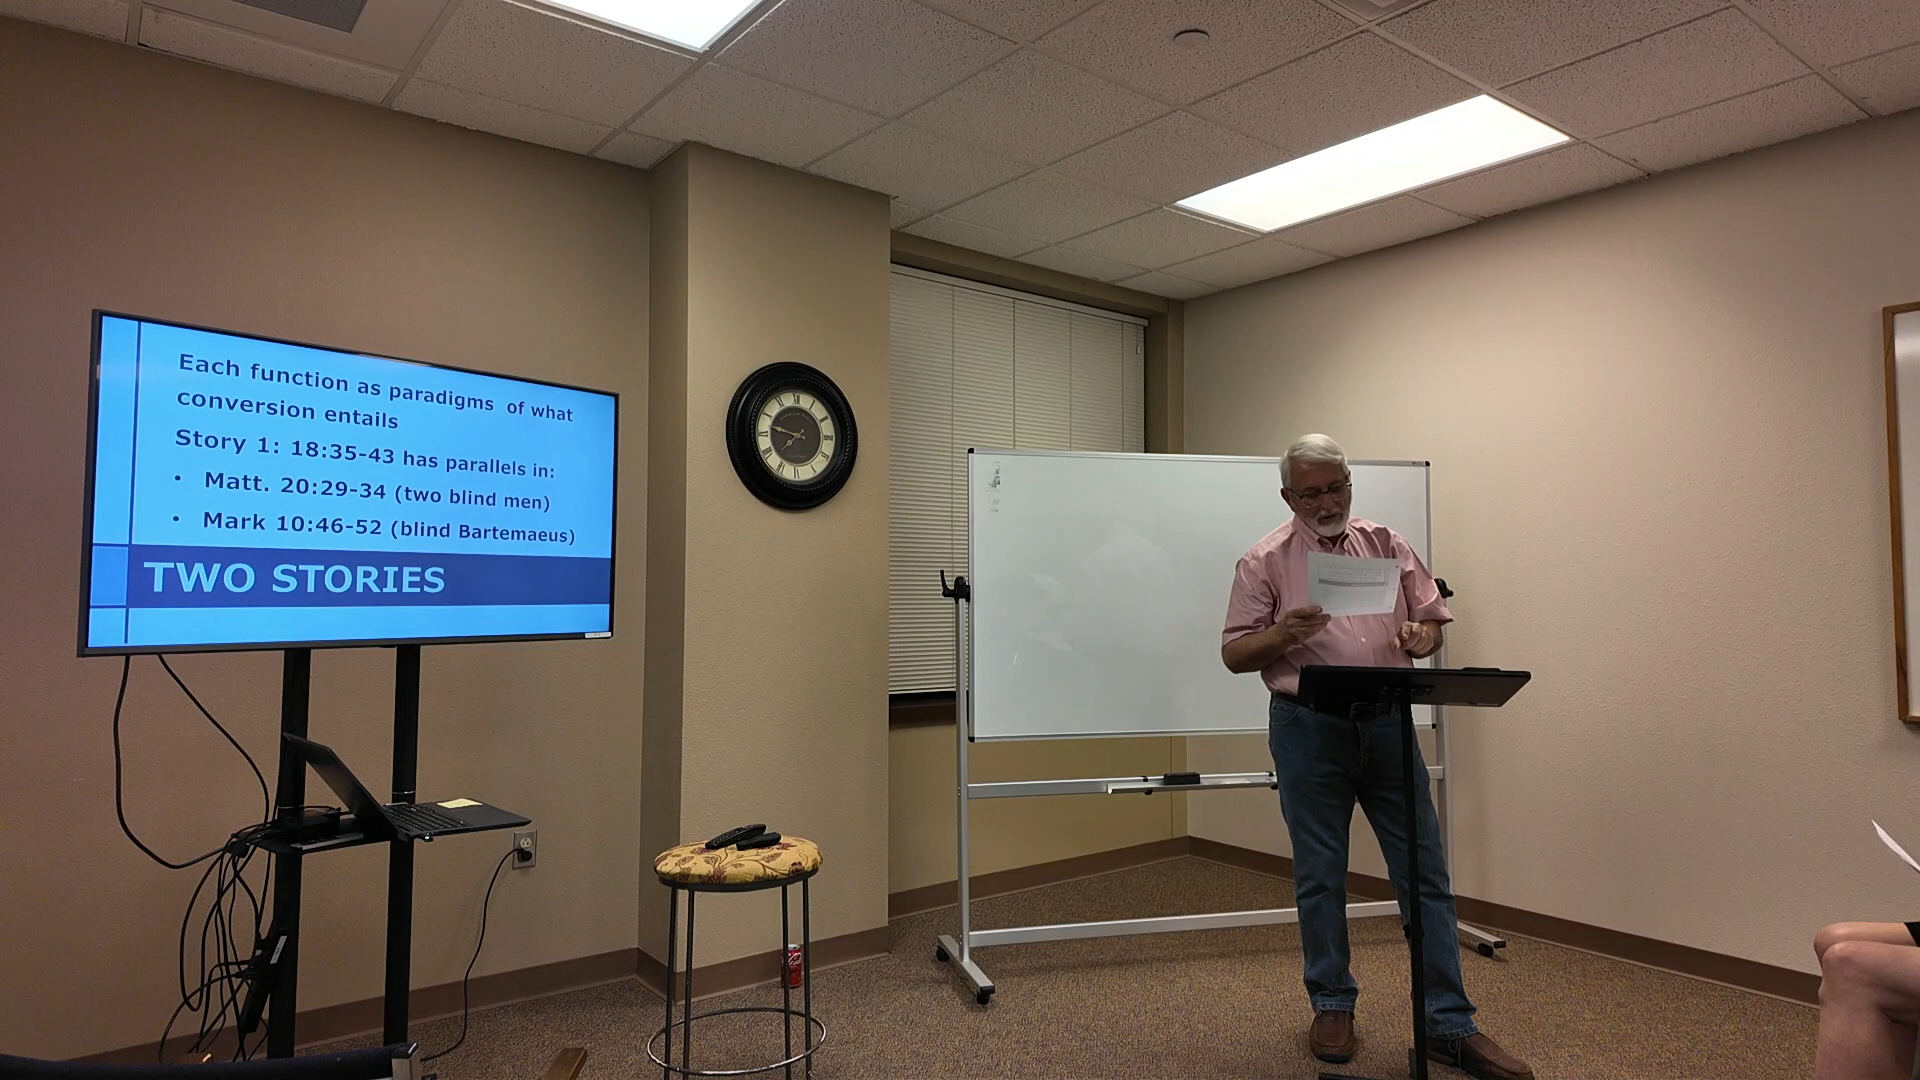 Each function as paradigms of what
conversion entails
Story 1: 18:35-43 has parallels in:
• Matt. 20:29-34 (two blind men)
• Mark 10:46-52 (blind Bartemaeus)
TWO STORIES